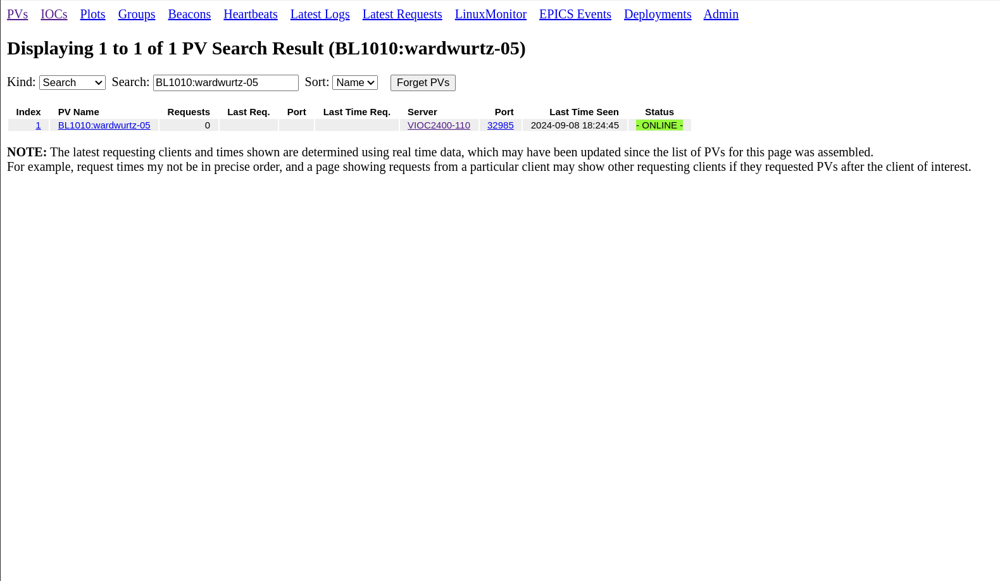 PVs IOCs Plots Groups Beacons Heartbeats Latest Logs Latest Requests LinuxMonitor EPICS Events Deployments Admin
Displaying 1 to 1 of 1 PV Search Result (BL1010:wardwurtz-05)
Kind: Search Search: BL1010:wardwurtz-05 Sort: Name Forget PVs
Index PV Name Requests Last Req. Port Last Time Req. Server Port Last Time Seen Status
1 BL1010:wardwurtz-05 0 VIOC2400-110 32985 2024-09-08 18:24:45 - ONLINE -
NOTE: The latest requesting clients and times shown are determined using real time data, which may have been updated since the list of PVs for this page was assembled.
For example, request times my not be in precise order, and a page showing requests from a particular client may show other requesting clients if they requested PVs after the client of interest.